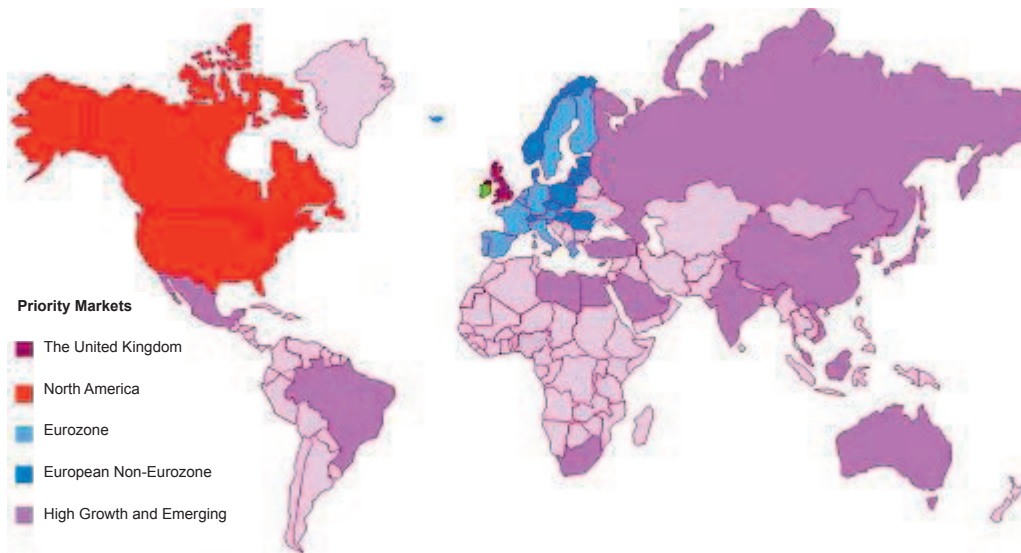 Priority Markets
The United Kingdom
North America
Eurozone
European Non-Eurozone
High Growth and Emerging